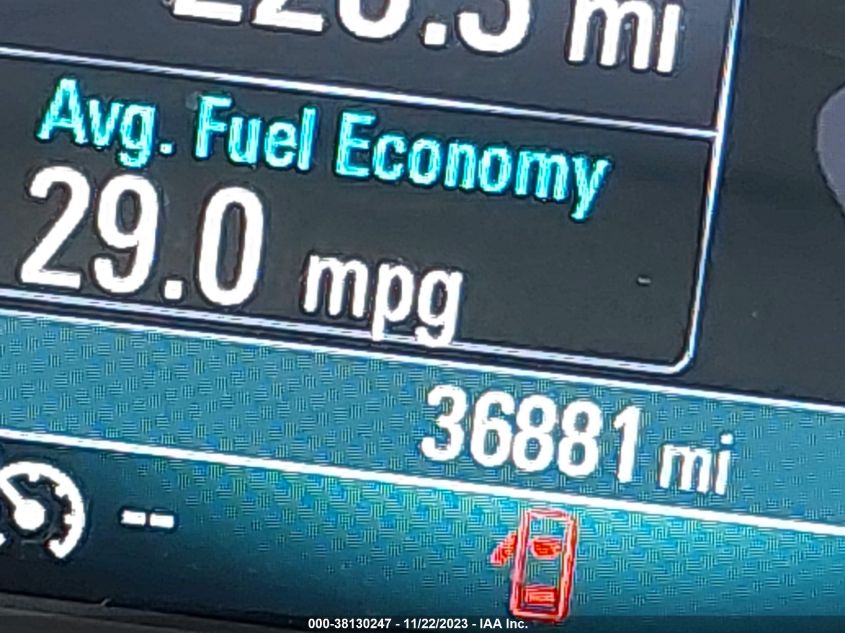 mi
Avg. Fuel Economy
29.0 mpg
36881 mi
--
000-38130247 - 11/22/2023 - IAA Inc.